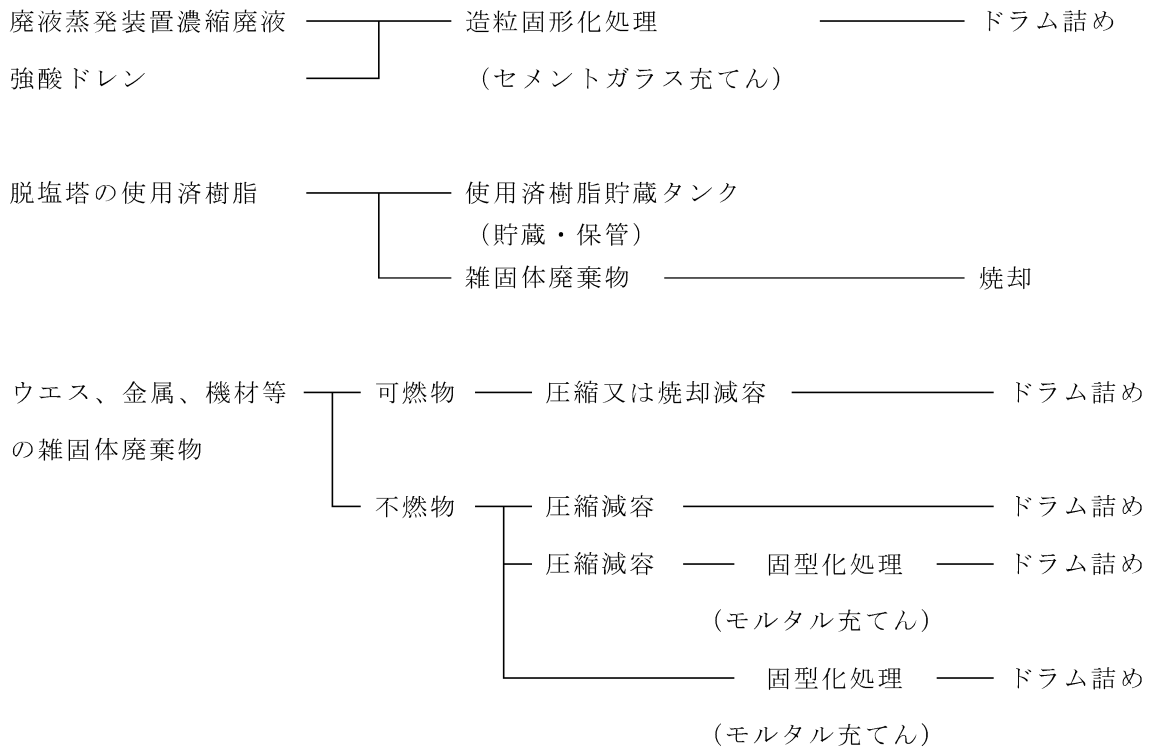 廃液蒸発装置濃縮廃液 造粒固形化処理 ドラム詰め
強酸ドレン （セメントガラス充てん）
脱塩塔の使用済樹脂 使用済樹脂貯蔵タンク
（貯蔵・保管）
雑固体廃棄物 焼却
ウエス、金属、機材等 可燃物 圧縮又は焼却減容 ドラム詰め
の雑固体廃棄物
不燃物 圧縮減容 ドラム詰め
圧縮減容 固型化処理 ドラム詰め
（モルタル充てん）
固型化処理 ドラム詰め
（モルタル充てん）